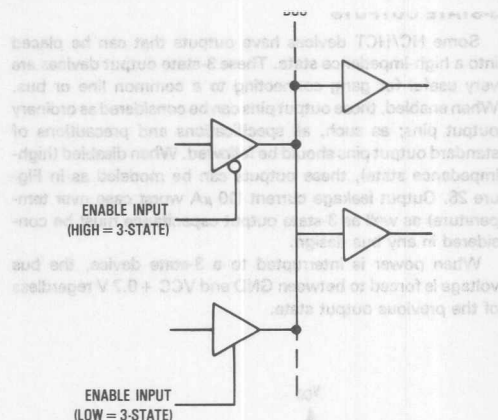 3-STATE OUTPUTS
Some HC/HCT devices have outputs that can be placed
into a high-impedance state. These 3-state output devices are
very useful for gang connecting to a common line or bus.
When enabled, these output pins can be considered as ordinary
output pins; as such, all specifications and precautions of
standard output pins should be followed. When disabled (high-
impedance state), these outputs can be modeled as in Fig-
ure 26. Output leakage current (10 μA worst case over tem-
perature) as well as 3-state output capacitance must be con-
sidered in any bus design.
When power is interrupted to a 3-state device, the bus
voltage is forced to between GND and VCC + 0.7 V regardless
of the previous output state.
BUS
ENABLE INPUT
(HIGH = 3-STATE)
ENABLE INPUT
(LOW = 3-STATE)